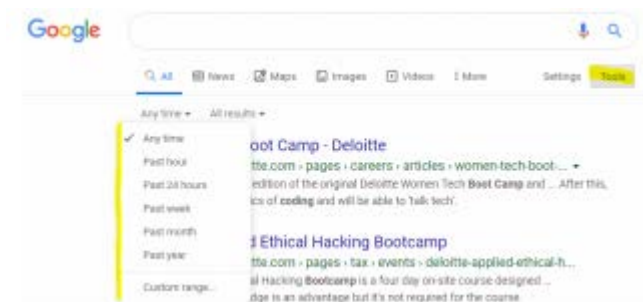 Google
All News Maps Images Videos More Settings Tools
Any time All results
Any time
Past hour
Past 24 hours
Past week
Past month
Past year
Custom range...
oot Camp - Deloitte
tte.com › pages › careers › articles › women-tech-boot-...
edition of the original Deloitte Women Tech Boot Camp and ... After this,
ics of coding and will be able to 'talk tech'.
d Ethical Hacking Bootcamp
tte.com › pages › tax › events › deloitte-applied-ethical-h...
al Hacking Bootcamp is a four day on-site course designed ...
dge is an advantage but it's not required for the course